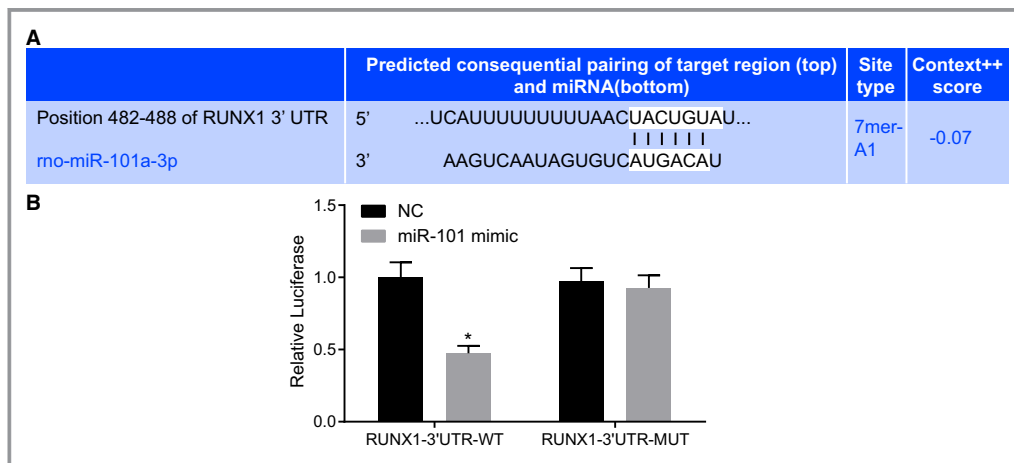 A
Predicted consequential pairing of target region (top)
and miRNA(bottom)
Site
type
Context++
score
Position 482-488 of RUNX1 3' UTR
5'
...UCAUUUUUUUUUAACUACUGUAU...
rno-miR-101a-3p
3'
AAGUCAAUAGUGUCAUGACAU
7mer-
A1
-0.07
B
NC
miR-101 mimic
Relative Luciferase
1.5
1.0
0.5
0.0
*
RUNX1-3'UTR-WT
RUNX1-3'UTR-MUT